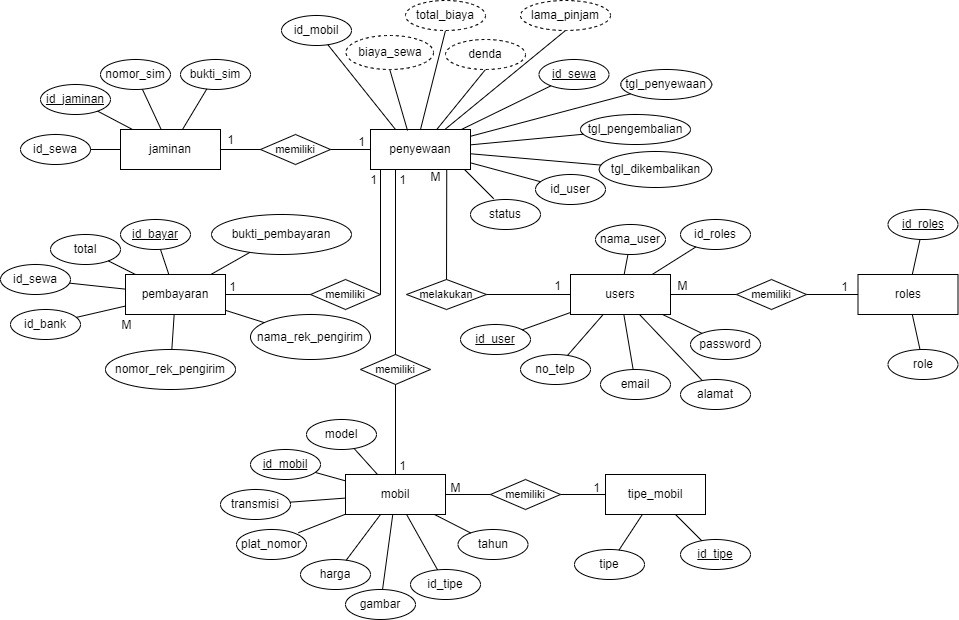 total_biaya
lama_pinjam
id_mobil
biaya_sewa
denda
nomor_sim
bukti_sim
id_sewa
tgl_penyewaan
id_jaminan
tgl_pengembalian
id_sewa
jaminan
1
memiliki
1
penyewaan
tgl_dikembalikan
1
1
M
id_user
status
id_bayar
bukti_pembayaran
nama_user
id_roles
id_roles
total
id_sewa
pembayaran
1
memiliki
melakukan
1
users
M
memiliki
1
roles
id_bank
M
nama_rek_pengirim
id_user
password
nomor_rek_pengirim
memiliki
no_telp
email
alamat
role
model
id_mobil
1
transmisi
mobil
M
memiliki
1
tipe_mobil
plat_nomor
tahun
harga
id_tipe
tipe
id_tipe
gambar